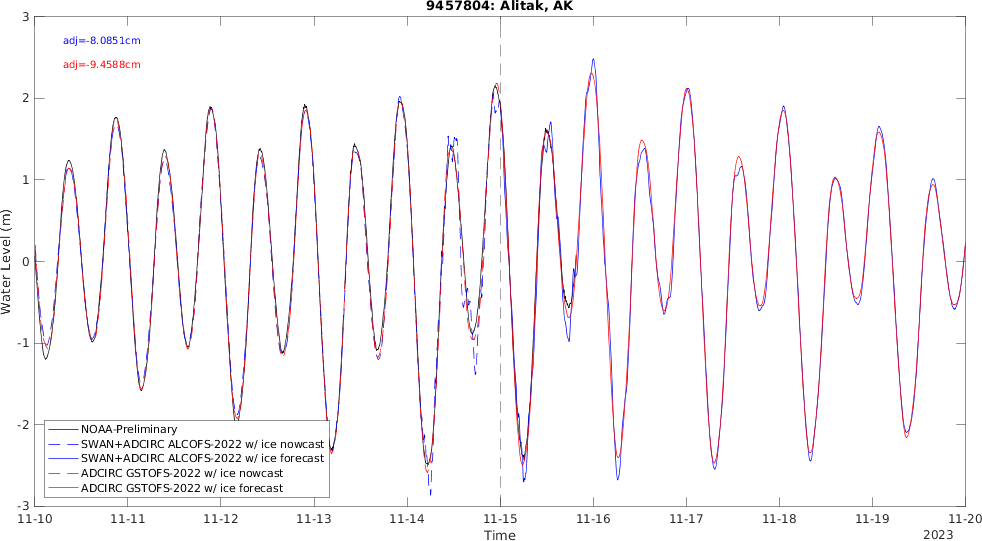 9457804: Alitak, AK
adj=-8.0851cm
adj=-9.4588cm
3
2
1
0
-1
-2
-3
Water Level (m)
NOAA-Preliminary
SWAN+ADCIRC ALCOFS-2022 w/ ice nowcast
SWAN+ADCIRC ALCOFS-2022 w/ ice forecast
ADCIRC GSTOFS-2022 w/ ice nowcast
ADCIRC GSTOFS-2022 w/ ice forecast
11-10 11-11 11-12 11-13 11-14 11-15 11-16 11-17 11-18 11-19 11-20
Time
2023